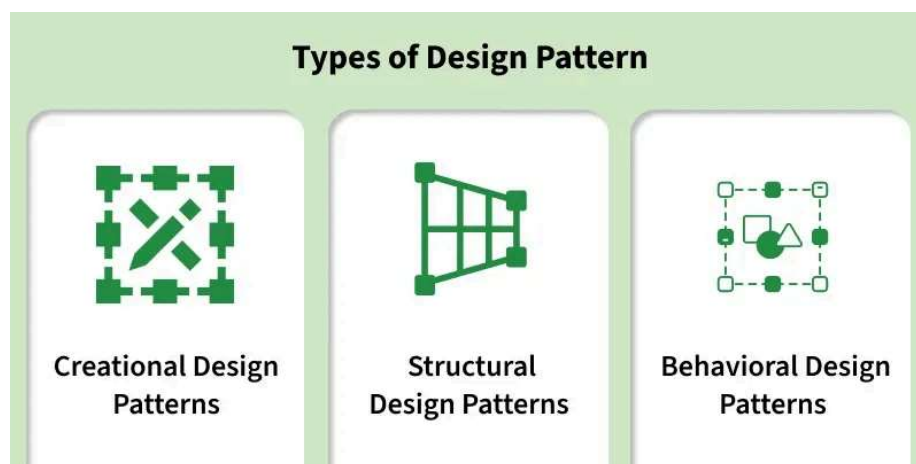 Types of Design Pattern
Creational Design
Patterns
Structural
Design Patterns
Behavioral Design
Patterns